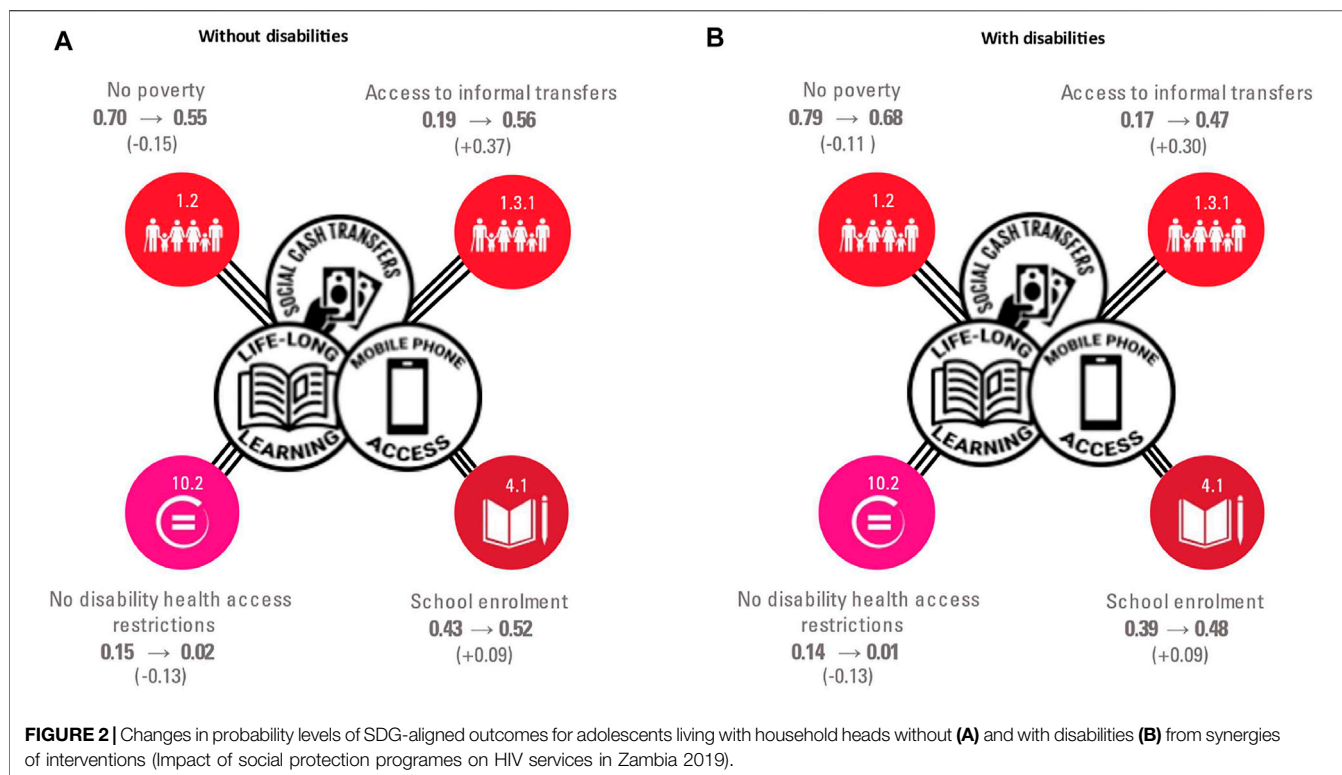 A
Without disabilities
No poverty
0.70 → 0.55
(-0.15)
Access to informal transfers
0.19 → 0.56
(+0.37)
1.2
1.3.1
SOCIAL CASH TRANSFERS
LIFE-LONG
LEARNING
MOBILE PHONE
ACCESS
10.2
4.1
No disability health access
restrictions
0.15 → 0.02
(-0.13)
School enrolment
0.43 → 0.52
(+0.09)
B
With disabilities
No poverty
0.79 → 0.68
(-0.11 )
Access to informal transfers
0.17 → 0.47
(+0.30)
1.2
1.3.1
SOCIAL CASH TRANSFERS
LIFE-LONG
LEARNING
MOBILE PHONE
ACCESS
10.2
4.1
No disability health access
restrictions
0.14 → 0.01
(-0.13)
School enrolment
0.39 → 0.48
(+0.09)
FIGURE 2 | Changes in probability levels of SDG-aligned outcomes for adolescents living with household heads without (A) and with disabilities (B) from synergies
of interventions (Impact of social protection programes on HIV services in Zambia 2019).